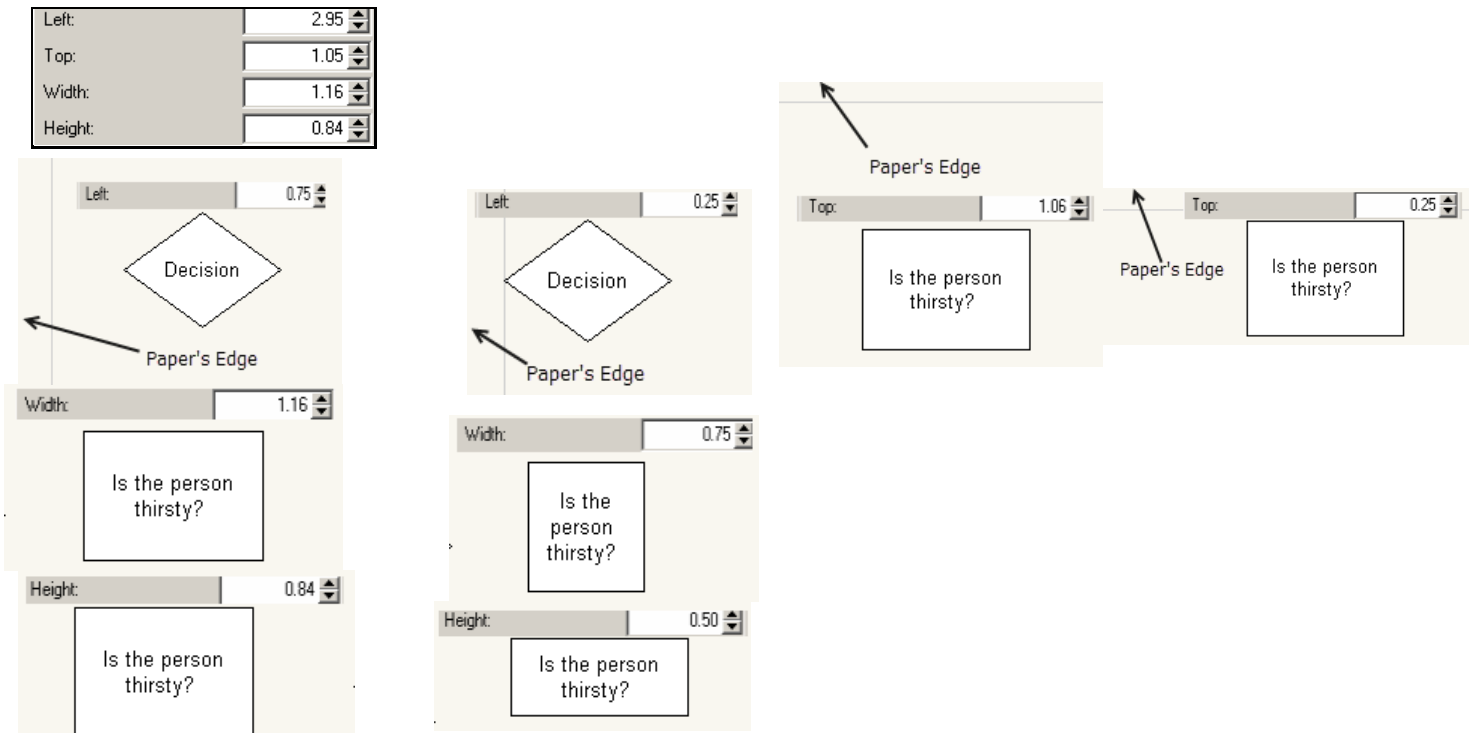 Left: 2.95
Top: 1.05
Width: 1.16
Height: 0.84
Left: 0.75
Decision
Paper's Edge
Left: 0.25
Decision
Paper's Edge
Paper's Edge
Top: 1.06
Is the person
thirsty?
Top: 0.25
Paper's Edge
Is the person
thirsty?
Width: 1.16
Is the person
thirsty?
Width: 0.75
Is the
person
thirsty?
Height: 0.84
Is the person
thirsty?
Height: 0.50
Is the person
thirsty?